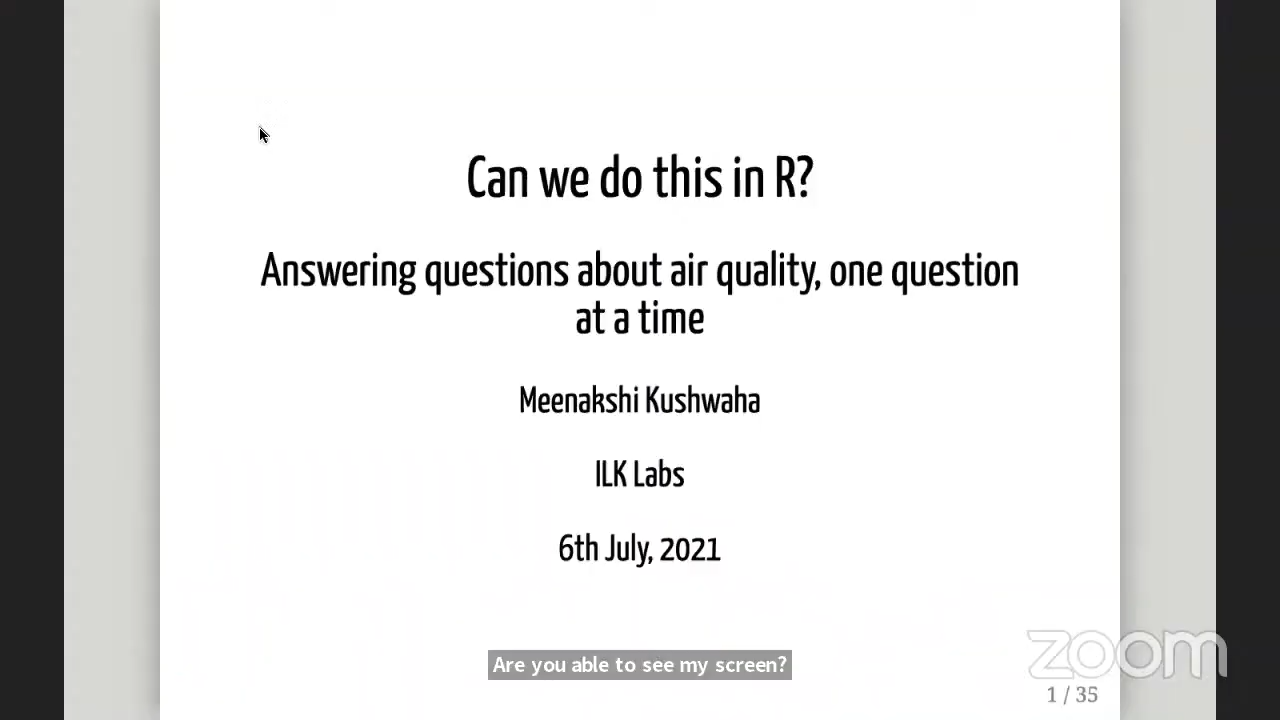 Can we do this in R?
Answering questions about air quality, one question
at a time
Meenakshi Kushwaha
ILK Labs
6th July, 2021
Are you able to see my screen?
zoom
1 / 35